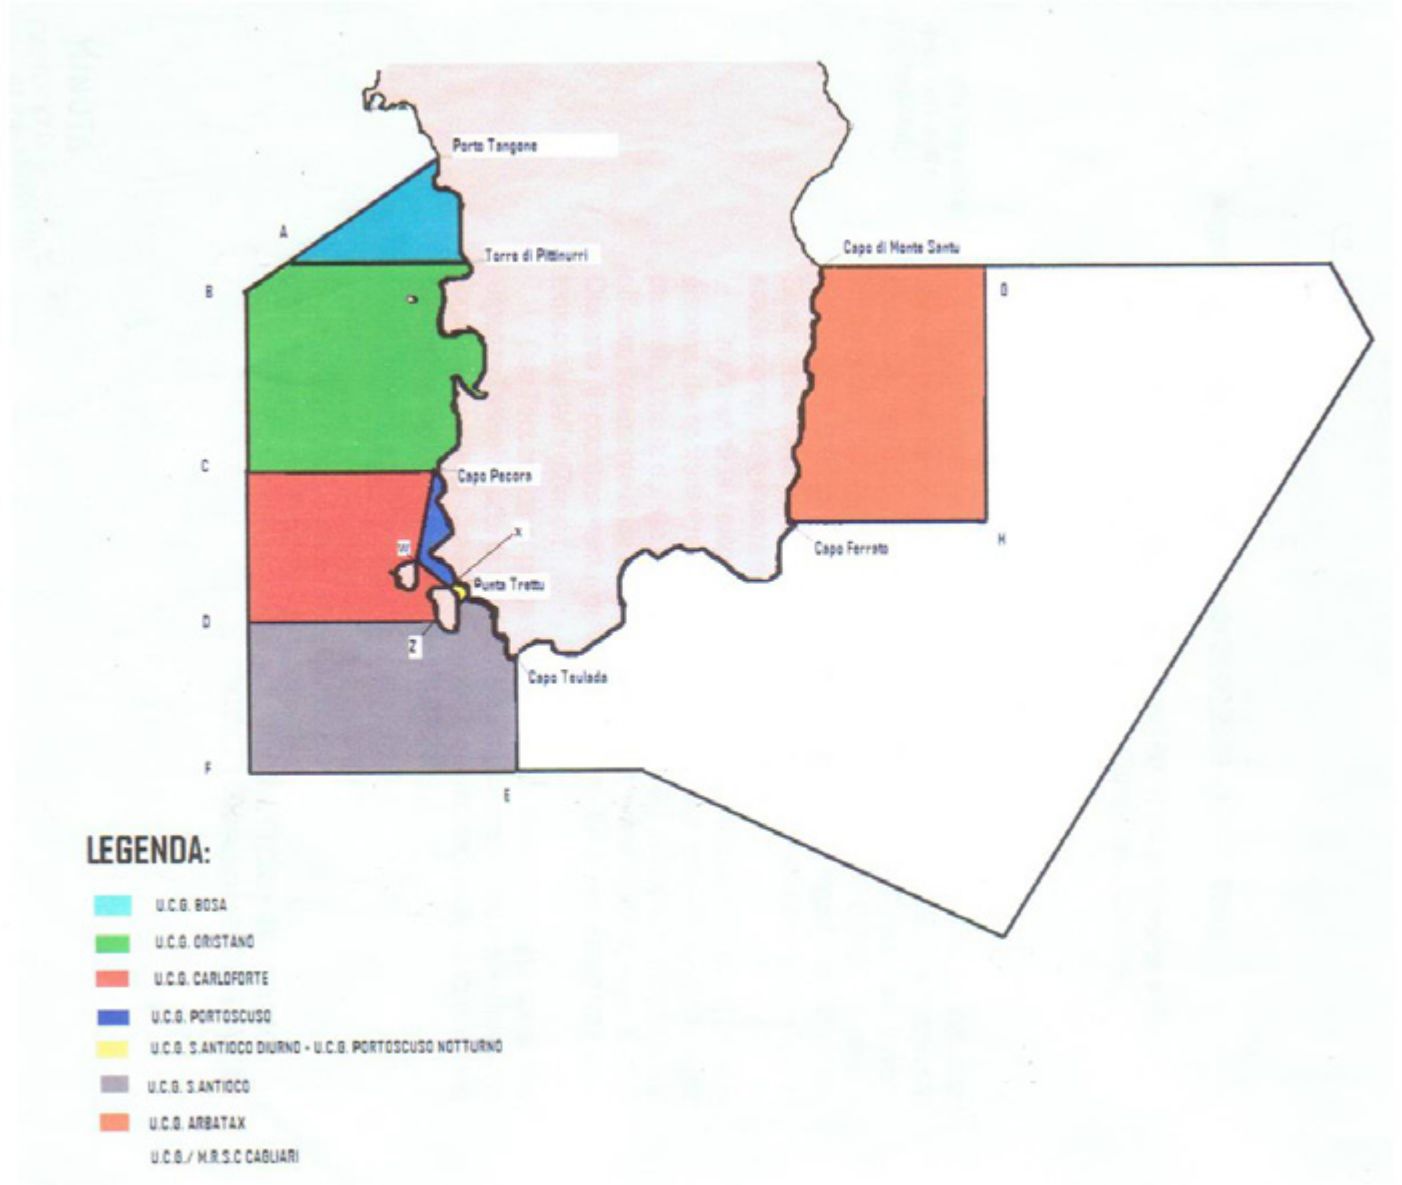 Porto Tangone
A
Capo di Monte Santu
Torre di Pittinurri
B
G
C
Capo Pecora
X
H
W
Capo Ferrato
Punta Trettu
D
Z
Capo Teulada
F
E
LEGENDA:
U.C.G. BOSA
U.C.G. ORISTANO
U.C.G. CARLOFORTE
U.C.G. PORTOSCUSO
U.C.G. S.ANTIOCO DIURNO - U.C.G. PORTOSCUSO NOTTURNO
U.C.G. S.ANTIOCO
U.C.G. ARBATAX
U.C.G./ M.R.S.C CAGLIARI